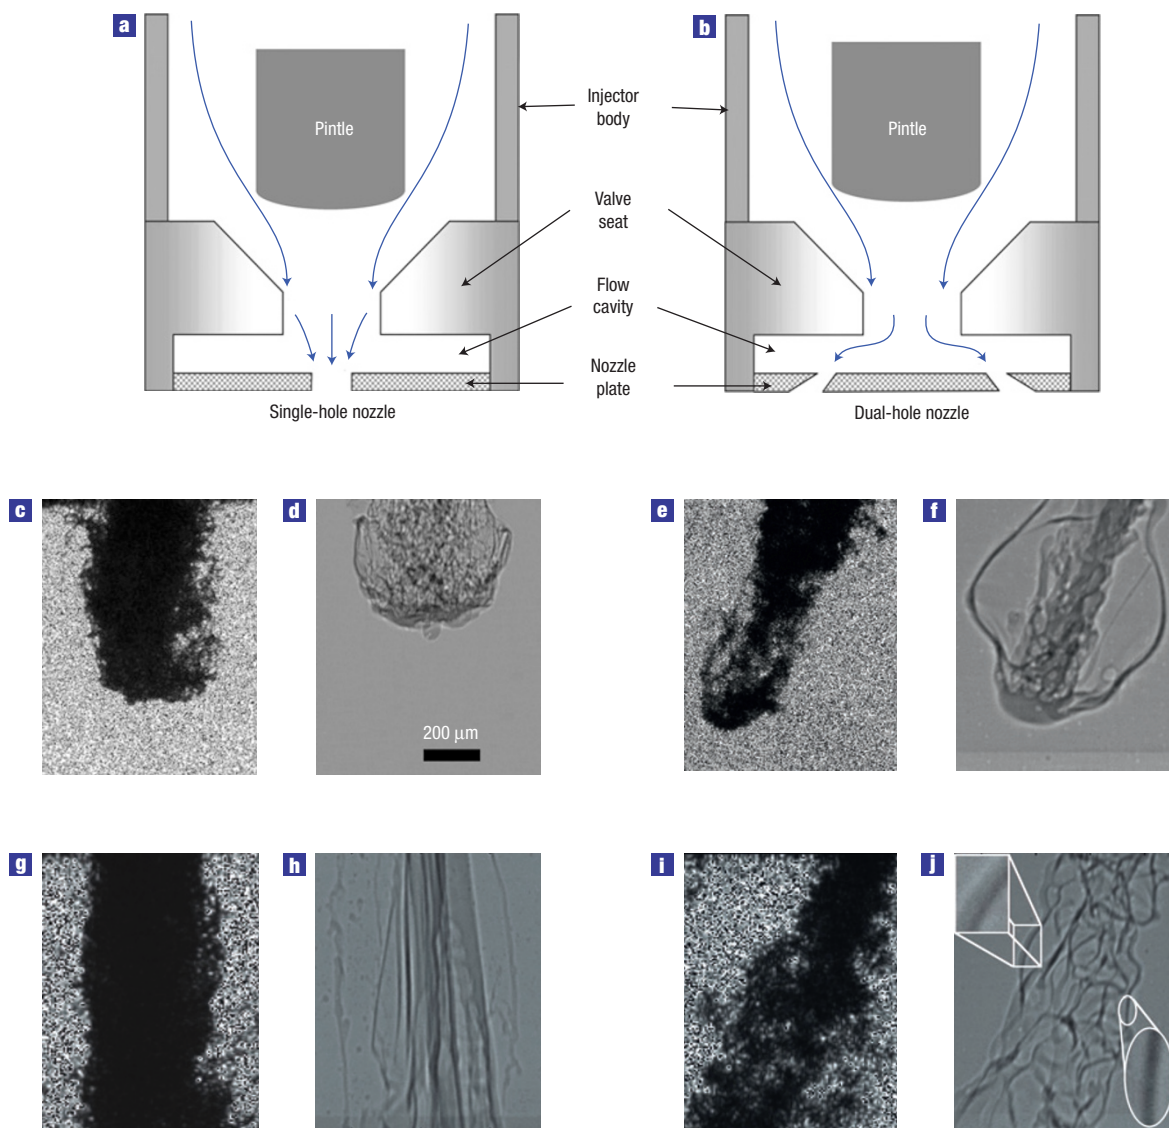 a
b
Pintle
Injector
body
Pintle
Valve
seat
Flow
cavity
Nozzle
plate
Single-hole nozzle
Dual-hole nozzle
c
d
e
f
200 μm
g
h
i
j